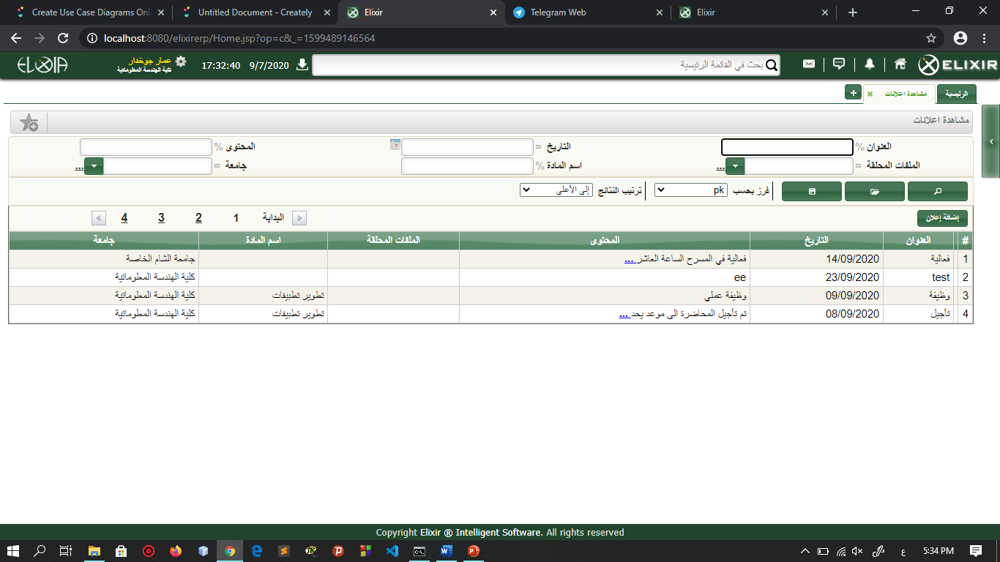 Create Use Case Diagrams Onl
Untitled Document - Creately
Elixir
Telegram Web
Elixir
localhost:8080/elixirerp/Home.jsp?op=c&_=1599489146564
ELIXIR
بحث في القائمة الرئيسية
9/7/2020
17:32:40
عمار جوخدار
كلية الهندسة المعلوماتية
الرئيسية
مشاهدة اعلانات
+
مشاهدة اعلانات
العنوان %
التاريخ =
المحتوى %
الملفات المحلقة =
...
اسم المادة %
جامعة =
...
فرز بحسب
pk
ترتيب النتائج
إلى الأعلى
إضافة إعلان
البداية 1 2 3 4
# العنوان التاريخ المحتوى الملفات المحلقة اسم المادة جامعة
1 فعالية 14/09/2020 فعالية في المسرح الساعة العاشر ... جامعة الشام الخاصة
2 test 23/09/2020 ee كلية الهندسة المعلوماتية
3 وظيفة 09/09/2020 وظيفة عملي تطوير تطبيقات كلية الهندسة المعلوماتية
4 تأجيل 08/09/2020 تم تأجيل المحاضرة الى موعد يحد ... تطوير تطبيقات كلية الهندسة المعلوماتية
Copyright Elixir ® Intelligent Software. All rights reserved
ع
5:34 PM